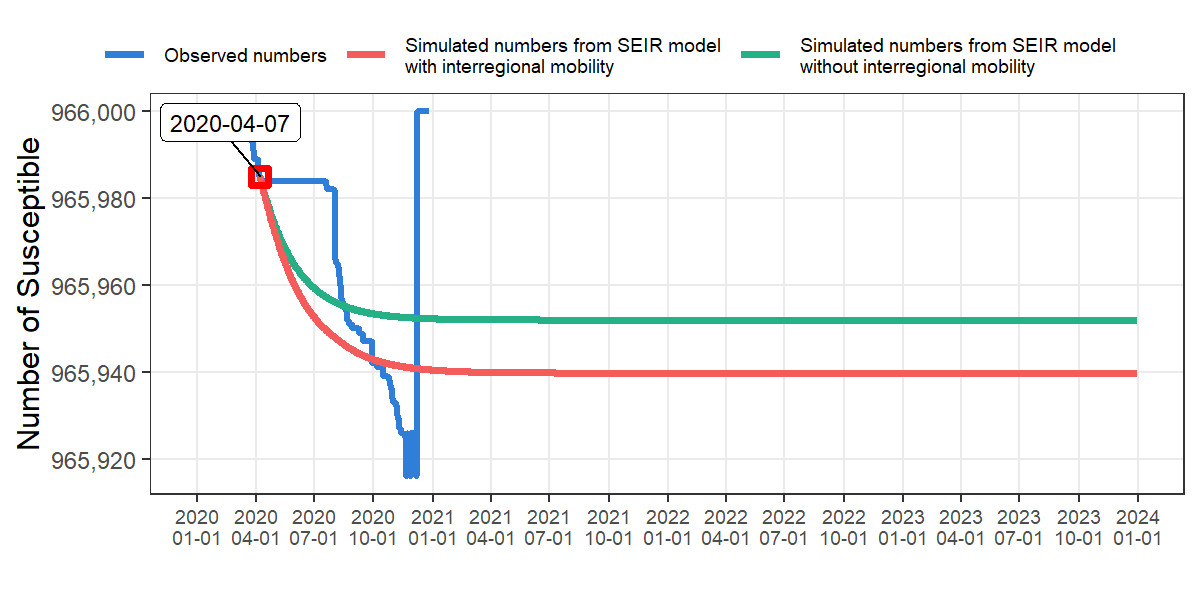 Observed numbers
Simulated numbers from SEIR model
with interregional mobility
Simulated numbers from SEIR model
without interregional mobility
Number of Susceptible
966,000
965,980
965,960
965,940
965,920
2020-04-07
2020 2020 2020 2020 2021 2021 2021 2021 2022 2022 2022 2022 2023 2023 2023 2023 2024
01-01 04-01 07-01 10-01 01-01 04-01 07-01 10-01 01-01 04-01 07-01 10-01 01-01 04-01 07-01 10-01 01-01